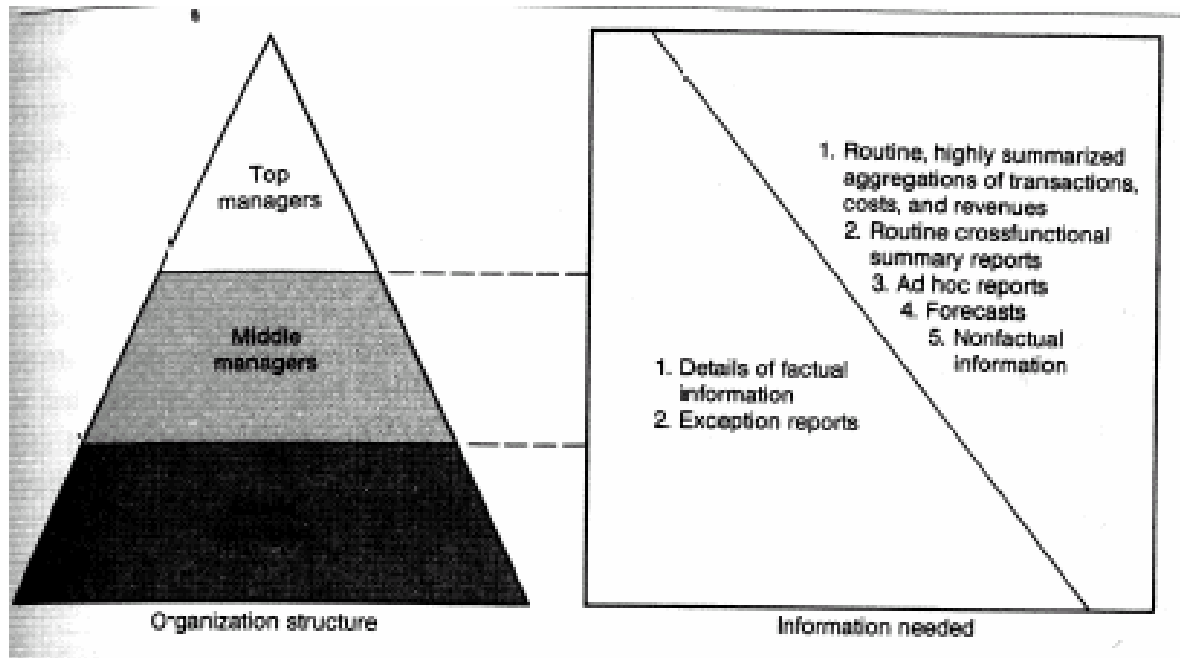 Top
managers
Middle
managers
Organization structure
1. Routine, highly summarized
aggregations of transactions,
costs, and revenues
2. Routine crossfunctional
summary reports
3. Ad hoc reports
4. Forecasts
5. Nonfactual
information
1. Details of factual
information
2. Exception reports
Information needed